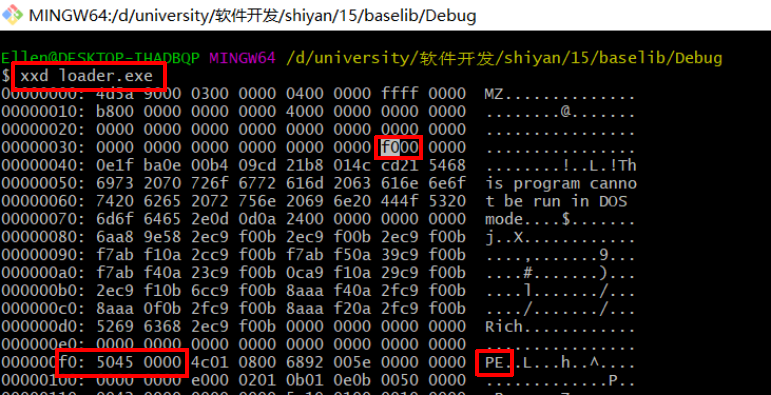 MINGW64:/d/university/软件开发/shiyan/15/baselib/Debug
Ellen@DESKTOP-IHADBQP MINGW64 /d/university/软件开发/shiyan/15/baselib/Debug
$ xxd loader.exe
00000000: 4d5a 9000 0300 0000 0400 0000 ffff 0000 MZ..............
00000010: b800 0000 0000 0000 4000 0000 0000 0000 ........@.......
00000020: 0000 0000 0000 0000 0000 0000 0000 0000 ................
00000030: 0000 0000 0000 0000 0000 0000 f000 0000 ................
00000040: 0e1f ba0e 00b4 09cd 21b8 014c cd21 5468 ........!..L.!Th
00000050: 6973 2070 726f 6772 616d 2063 616e 6e6f is program canno
00000060: 7420 6265 2072 756e 2069 6e20 444f 5320 t be run in DOS
00000070: 6d6f 6465 2e0d 0d0a 2400 0000 0000 0000 mode....$.......
00000080: 6aa8 9e58 2ec9 f00b 2ec9 f00b 2ec9 f00b j..X............
00000090: f7ab f10a 2cc9 f00b f7ab f50a 39c9 f00b ....,.......9...
000000a0: f7ab f40a 23c9 f00b 0ca9 f10a 29c9 f00b ....#.......)...
000000b0: 2ec9 f10b 6cc9 f00b 8aaa f40a 2fc9 f00b ....l......./...
000000c0: 8aaa 0f0b 2fc9 f00b 8aaa f20a 2fc9 f00b ..../......./...
000000d0: 5269 6368 2ec9 f00b 0000 0000 0000 0000 Rich............
000000e0: 0000 0000 0000 0000 0000 0000 0000 0000 ................
000000f0: 5045 0000 4c01 0800 6892 005e 0000 0000 PE..L...h..^....
00000100: 0000 0000 e000 0201 0b01 0e0b 0050 0000 .............P..